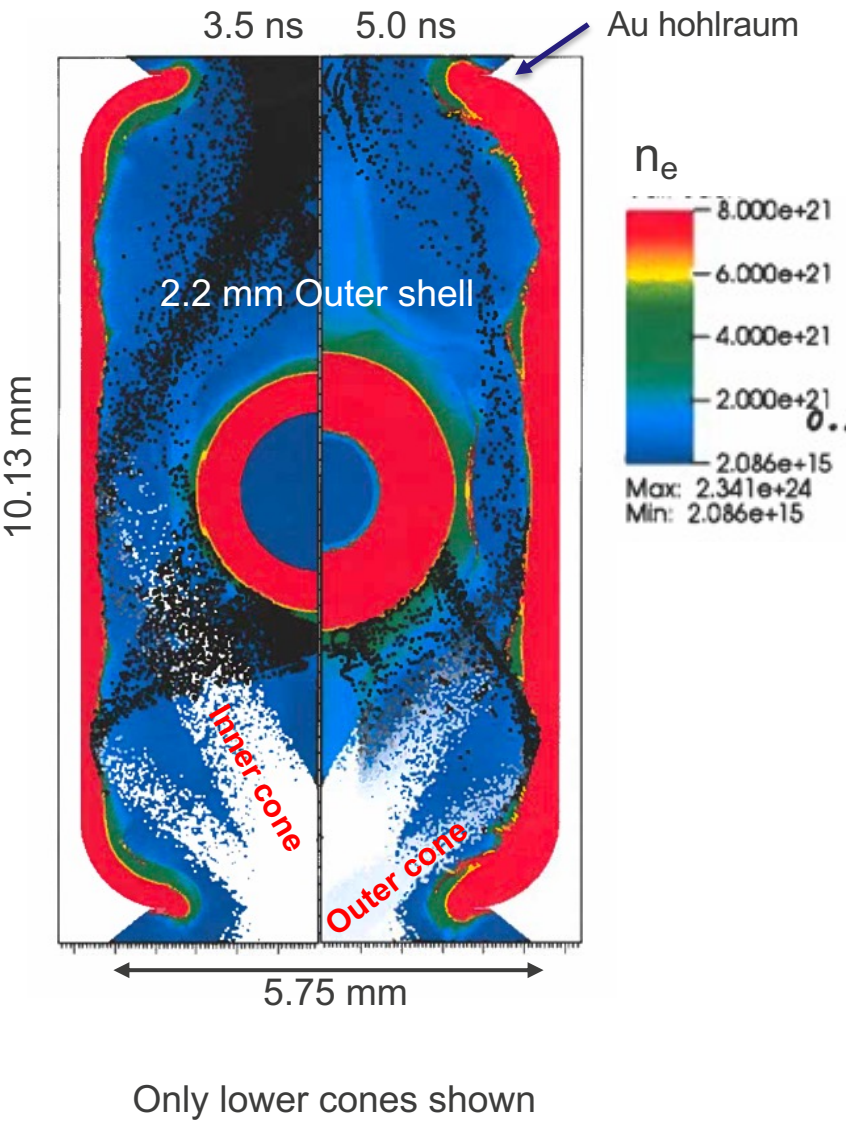 3.5 ns
5.0 ns
Au hohlraum
nₑ
8.000e+21
6.000e+21
2.2 mm Outer shell
4.000e+21
2.000e+21
0..
2.086e+15
Max: 2.341e+24
Min: 2.086e+15
10.13 mm
Inner cone
Outer cone
5.75 mm
Only lower cones shown